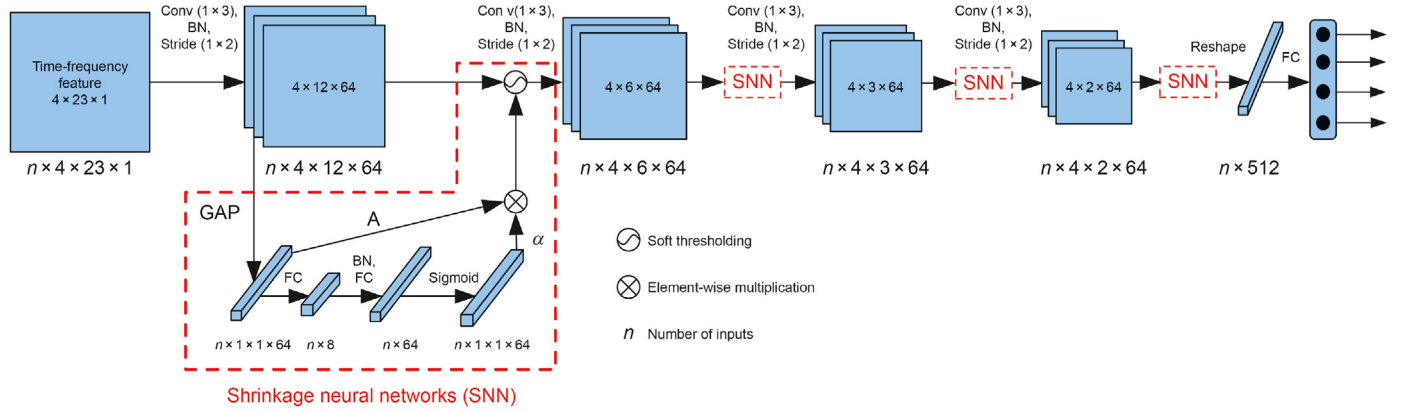 Conv (1×3),
BN,
Stride (1×2)
Con v(1×3),
BN,
Stride (1×2)
Conv (1×3),
BN,
Stride (1×2)
Conv (1×3),
BN,
Stride (1×2)
Time-frequency
feature
4×23×1
4×12×64
4×6×64
SNN
4×3×64
SNN
4×2×64
SNN
Reshape
FC
n×4×23×1
n×4×12×64
n×4×6×64
n×4×3×64
n×4×2×64
n×512
GAP
A
α
FC
BN,
FC
Sigmoid
n×1×1×64
n×8
n×64
n×1×1×64
Soft thresholding
Element-wise multiplication
n Number of inputs
Shrinkage neural networks (SNN)